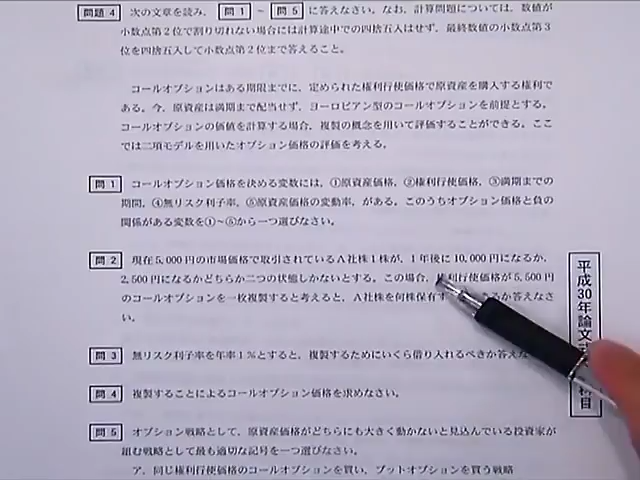 問題4 次の文章を読み、問1 ~ 問5 に答えなさい。なお、計算問題については、数値が
小数点第2位で割り切れない場合には計算途中での四捨五入はせず、最終数値の小数点第3
位を四捨五入して小数点第2位まで答えること。
コールオプションはある期限までに、定められた権利行使価格で原資産を購入する権利で
ある。今、原資産は満期まで配当せず、ヨーロピアン型のコールオプションを前提とする。
コールオプションの価値を計算する場合、複製の概念を用いて評価することができる。ここ
では二項モデルを用いたオプション価格の評価を考える。
問1 コールオプション価格を決める変数には、①原資産価格、②権利行使価格、③満期までの
期間、④無リスク利子率、⑤原資産価格の変動率、がある。このうちオプション価格と負の
関係がある変数を①~⑤から一つ選びなさい。
問2 現在5,000円の市場価格で取引されているA社株1株が、1年後に10,000円になるか、
2,500円になるかどちらか二つの状態しかないとする。この場合、権利行使価格が5,500円
のコールオプションを一枚複製すると考えると、A社株を何株保有す るか答えなさ
い。
問3 無リスク利子率を年率1%とすると、複製するためにいくら借り入れるべきか答えな
問4 複製することによるコールオプション価格を求めなさい。
問5 オプション戦略として、原資産価格がどちらにも大きく動かないと見込んでいる投資家が
組む戦略として最も適切な記号を一つ選びなさい。
ア.同じ権利行使価格のコールオプションを買い、プットオプションを買う戦略
平成30年論文 科目